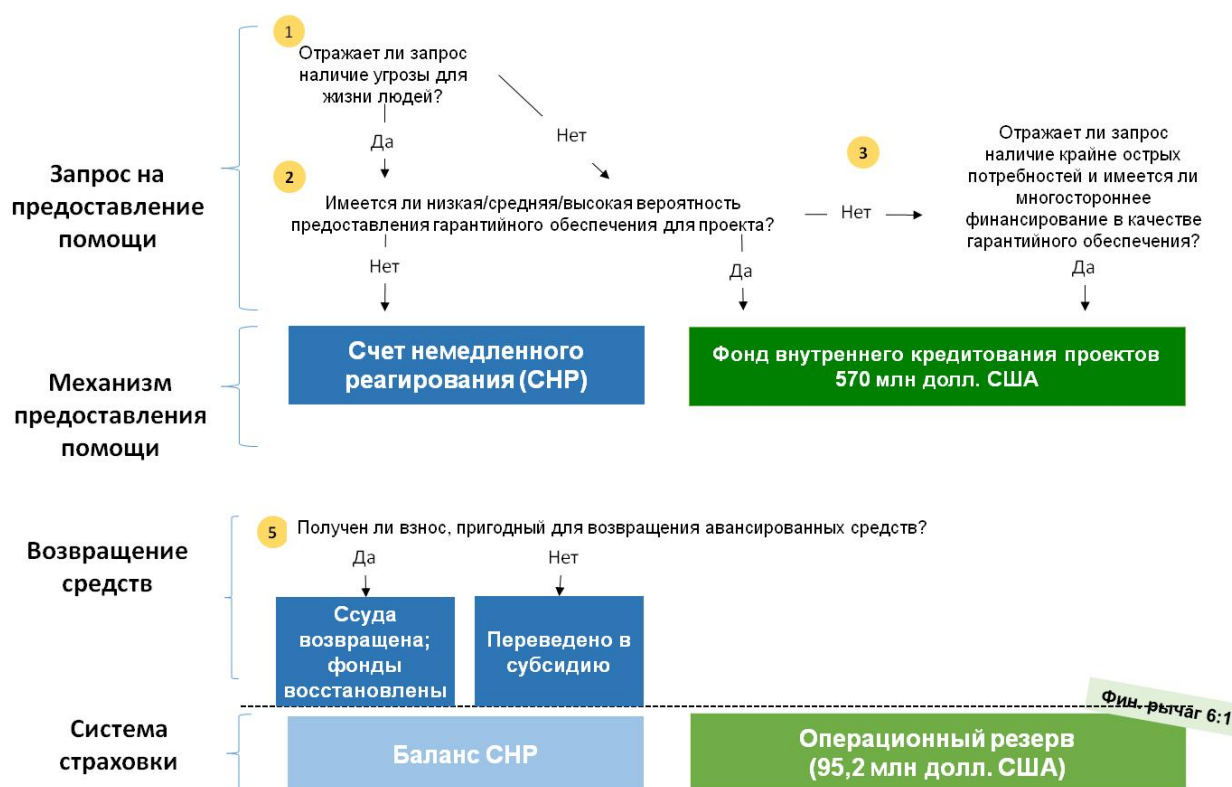 1
Отражает ли запрос
наличие угрозы для
жизни людей?
Да
Нет
Запрос на
предоставление
помощи
2
Имеется ли низкая/средняя/высокая вероятность
предоставления гарантийного обеспечения для проекта?
Нет
Да
Нет
3
Отражает ли запрос
наличие крайне острых
потребностей и имеется ли
многостороннее
финансирование в качестве
гарантийного обеспечения?
Да
Механизм
предоставления
помощи
Счет немедленного
реагирования (СНР)
Фонд внутреннего кредитования проектов
570 млн долл. США
Возвращение
средств
5
Получен ли взнос, пригодный для возвращения авансированных средств?
Да
Нет
Ссуда
возвращена;
фонды
восстановлены
Переведено в
субсидию
Фин. рычаг 6:1
Система
страховки
Баланс СНР
Операционный резерв
(95,2 млн долл. США)